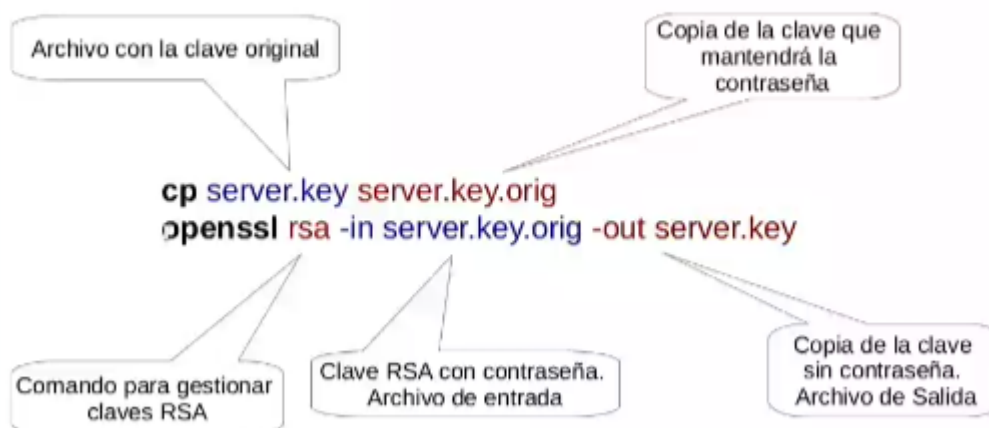 Archivo con la clave original
Copia de la clave que
mantendrá la
contraseña
cp server.key server.key.orig
openssl rsa -in server.key.orig -out server.key
Comando para gestionar
claves RSA
Clave RSA con contraseña.
Archivo de entrada
Copia de la clave
sin contraseña.
Archivo de Salida